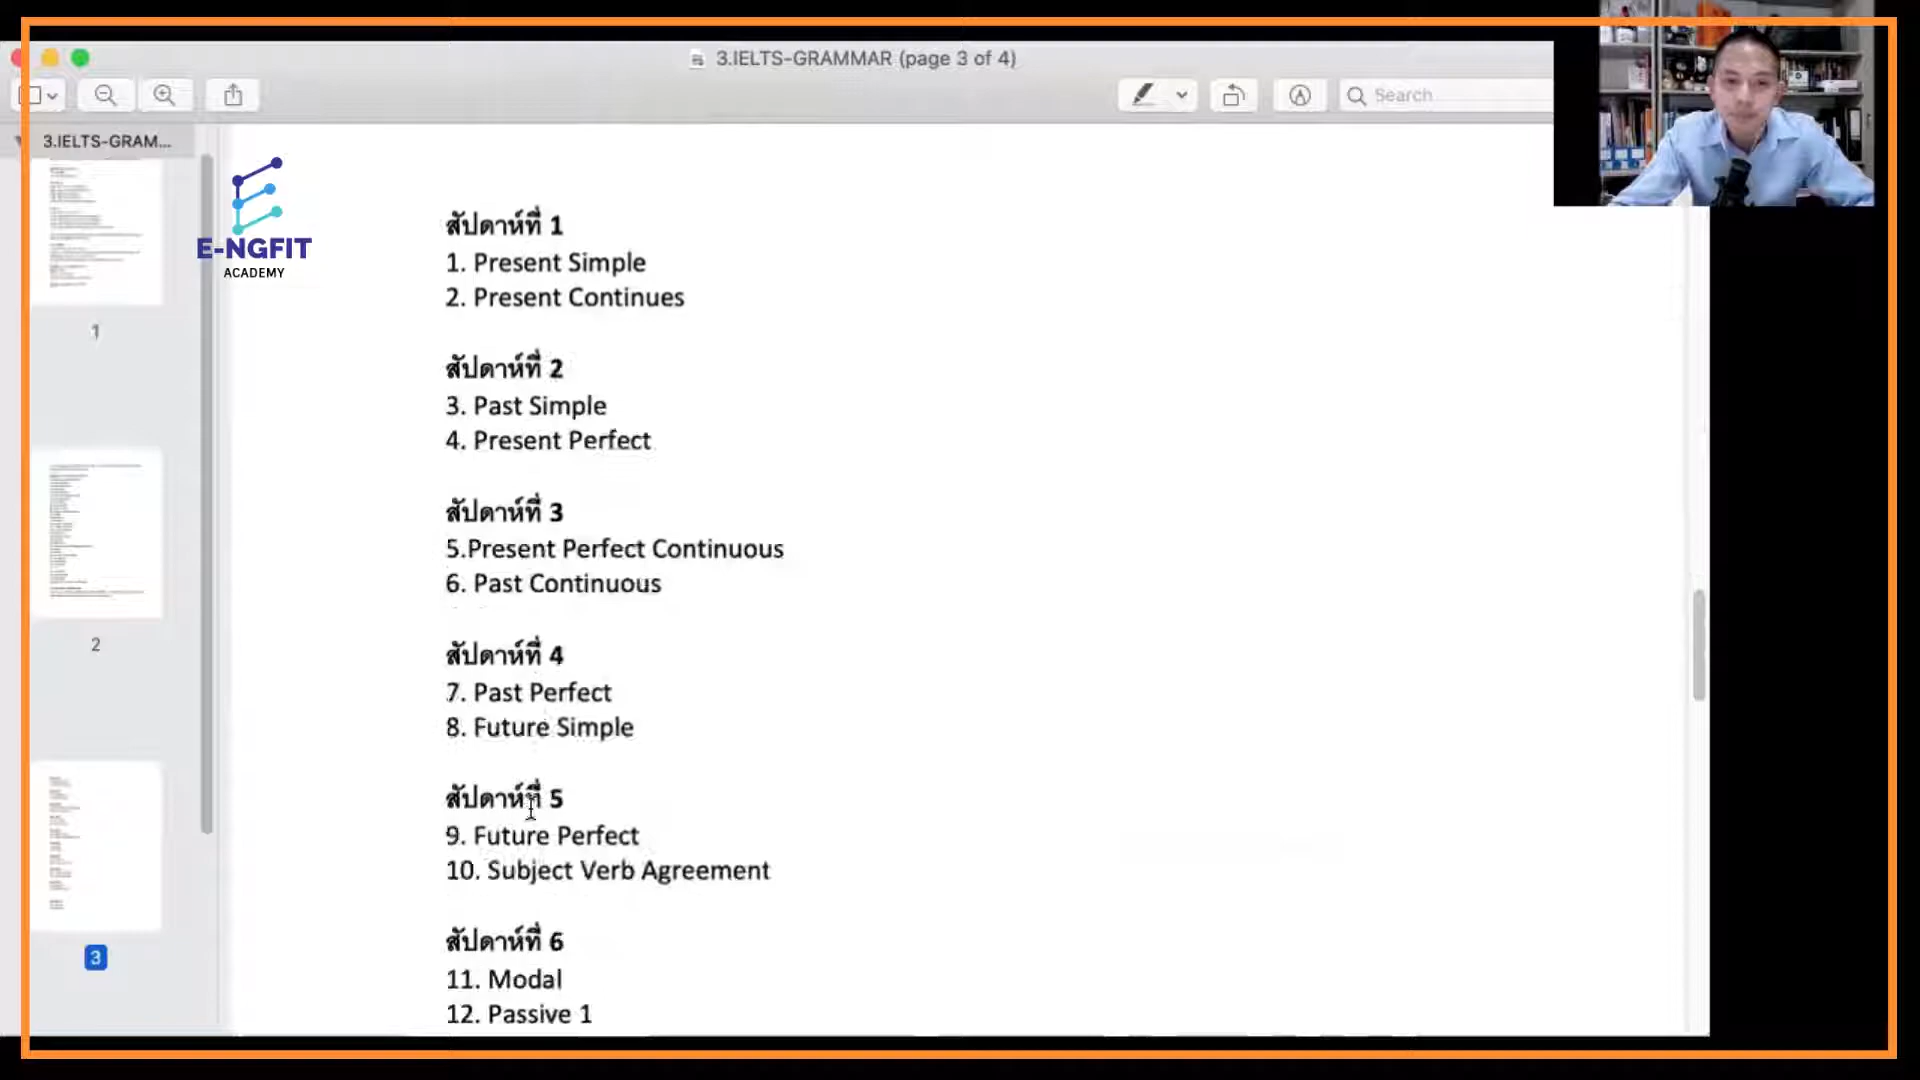 3.IELTS-GRAMMAR (page 3 of 4)
Search
3.IELTS-GRAM...
E-NGFIT
ACADEMY
1
2
3
สัปดาห์ที่ 1
1. Present Simple
2. Present Continues
สัปดาห์ที่ 2
3. Past Simple
4. Present Perfect
สัปดาห์ที่ 3
5.Present Perfect Continuous
6. Past Continuous
สัปดาห์ที่ 4
7. Past Perfect
8. Future Simple
สัปดาห์ที่ 5
9. Future Perfect
10. Subject Verb Agreement
สัปดาห์ที่ 6
11. Modal
12. Passive 1